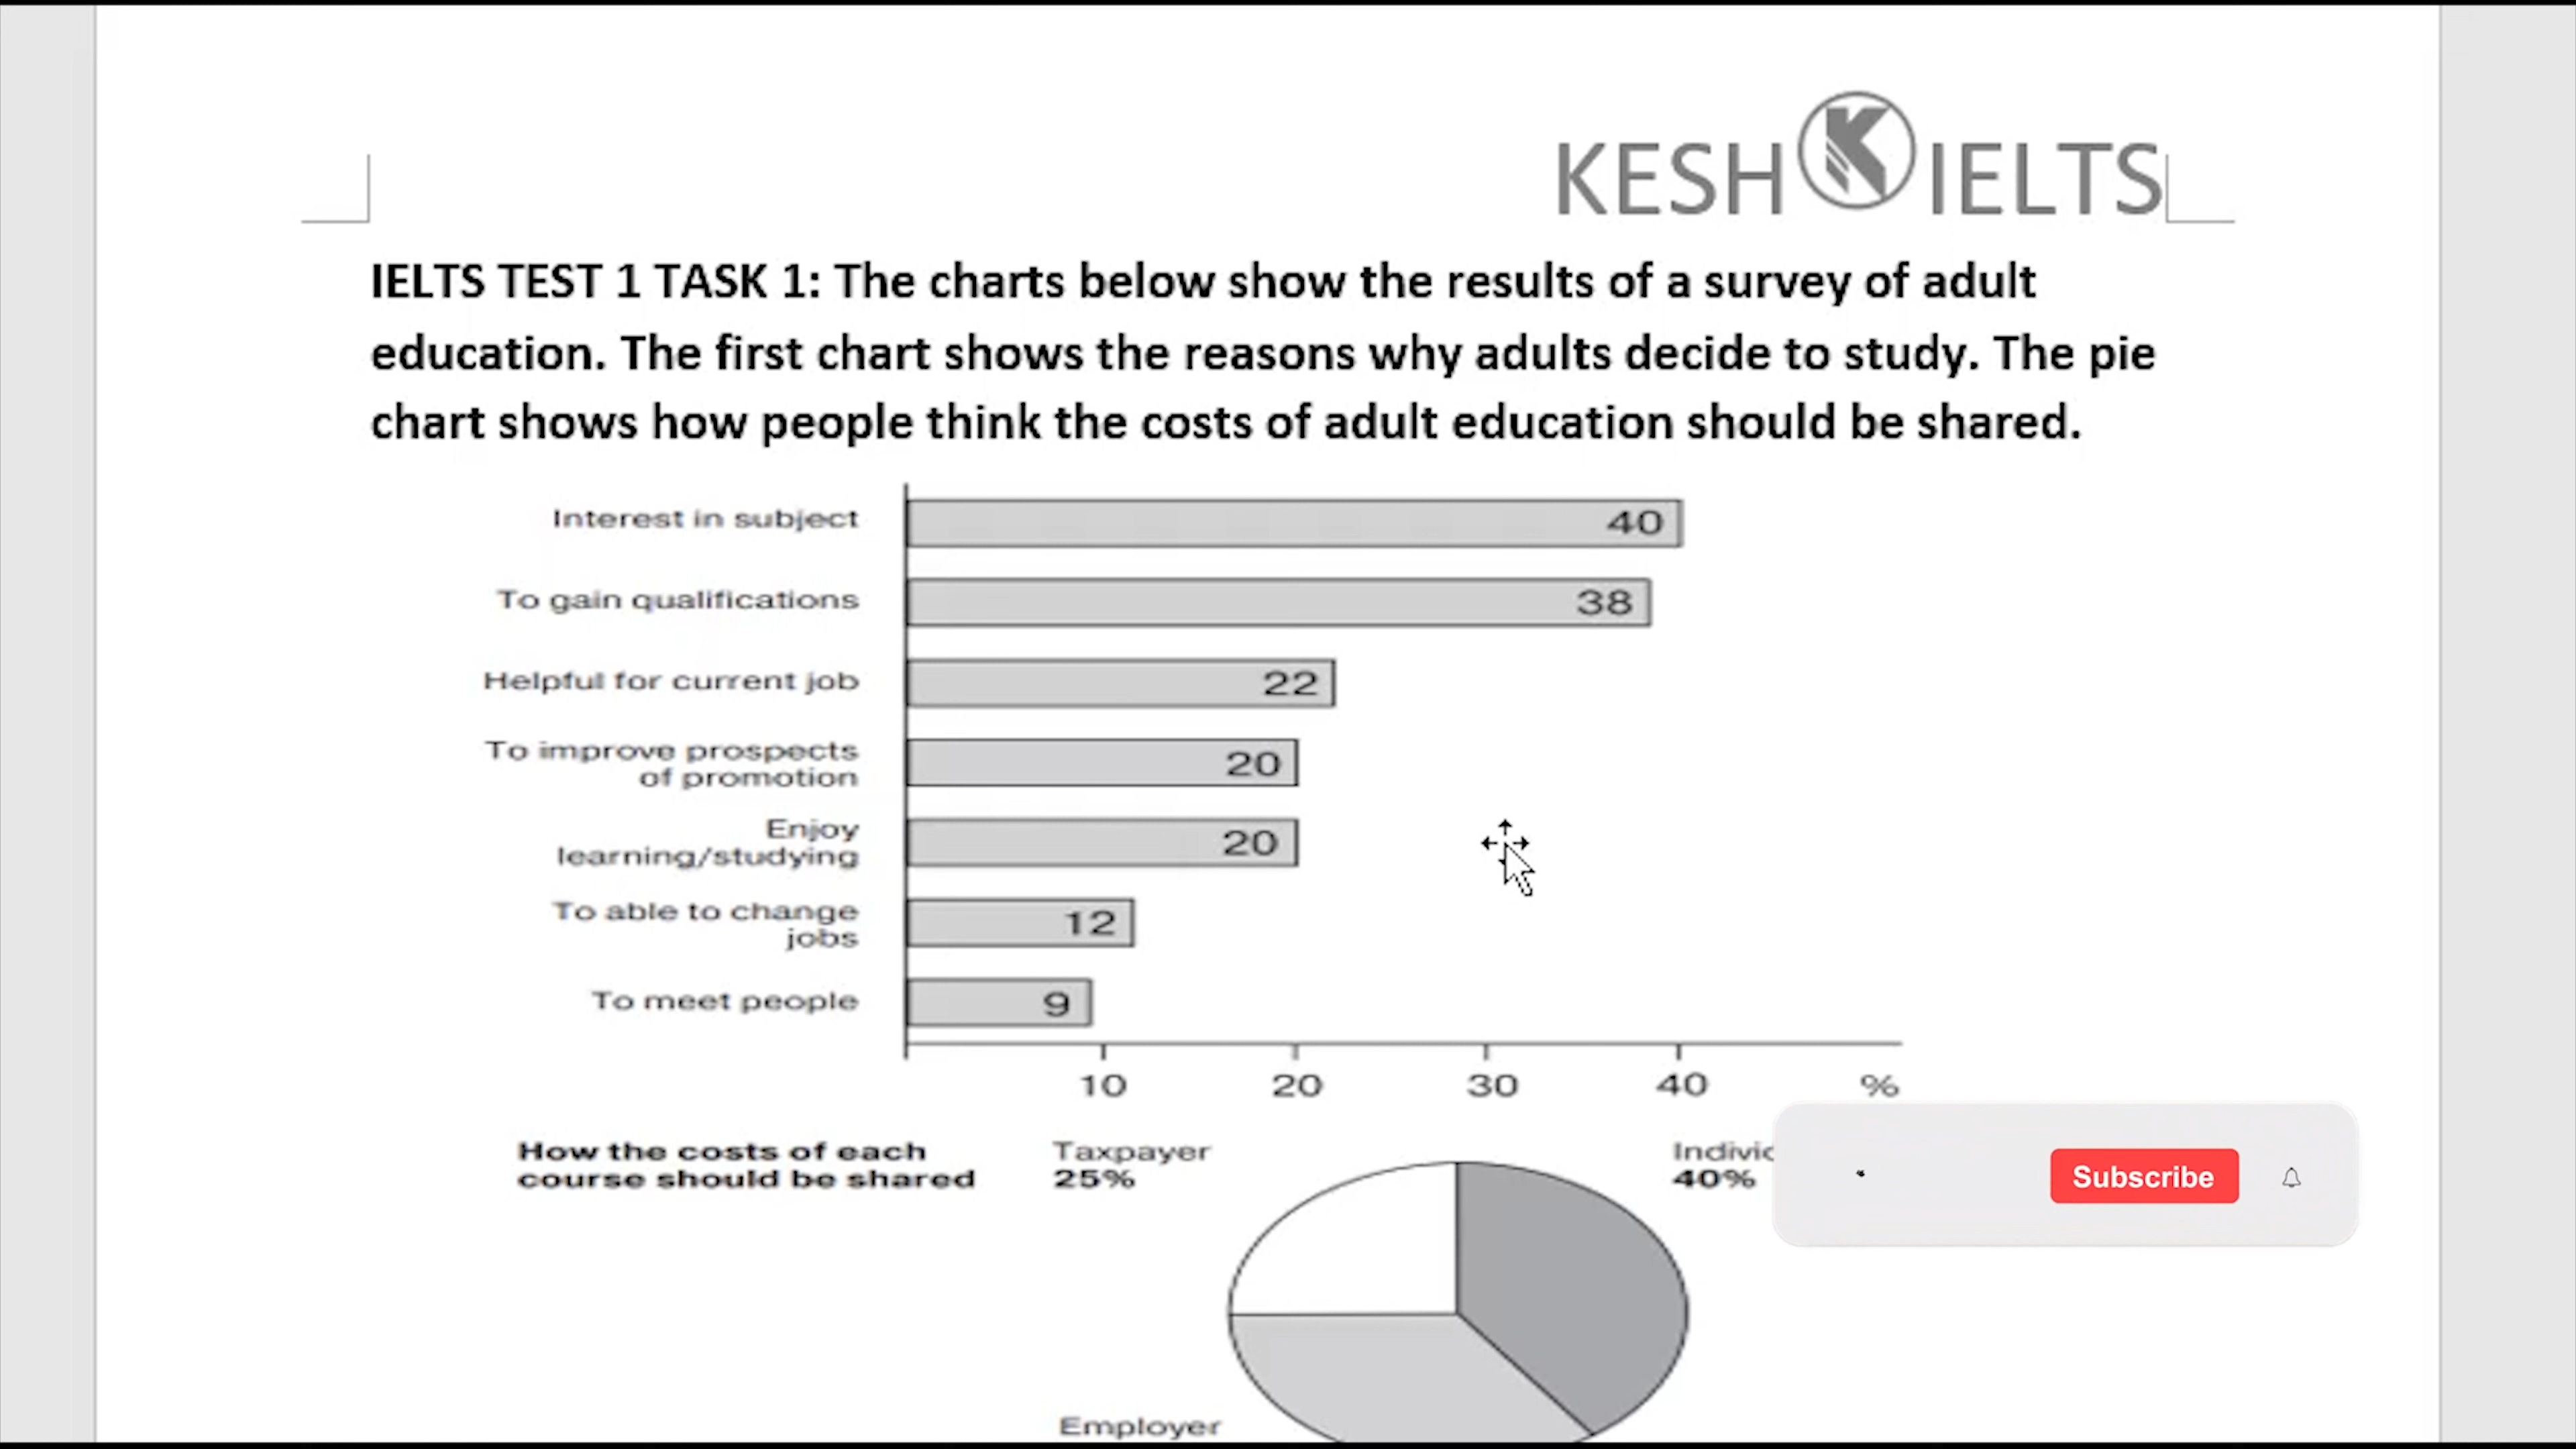 KESH IELTS
IELTS TEST 1 TASK 1: The charts below show the results of a survey of adult
education. The first chart shows the reasons why adults decide to study. The pie
chart shows how people think the costs of adult education should be shared.
Interest in subject
40
To gain qualifications
38
Helpful for current job
22
To improve prospects
of promotion
20
Enjoy
learning/studying
20
To able to change
jobs
12
To meet people
9
10 20 30 40 %
How the costs of each
course should be shared
Taxpayer
25%
40%
Subscribe
Employer